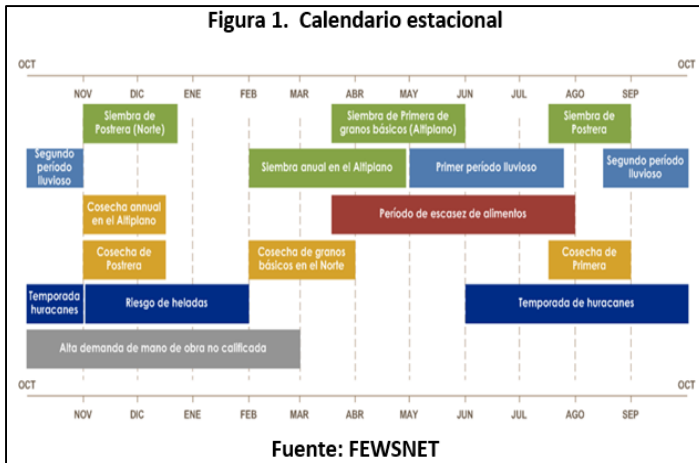 Figura 1. Calendario estacional
OCT OCT
NOV DIC ENE FEB MAR ABR MAY JUN JUL AGO SEP
Siembra de
Postrera (Norte)
Siembra de Primera de
granos básicos (Altiplano)
Siembra de
Postrera
Segundo
período
lluvioso
Siembra anual en el Altiplano
Primer período lluvioso
Segundo período
lluvioso
Cosecha annual
en el Altiplano
Período de escasez de alimentos
Cosecha de
Postrera
Cosecha de granos
básicos en el Norte
Cosecha de
Primera
Temporada
huracanes
Riesgo de heladas
Temporada de huracanes
Alta demanda de mano de obra no calificada
OCT OCT
NOV DIC ENE FEB MAR ABR MAY JUN JUL AGO SEP
Fuente: FEWSNET